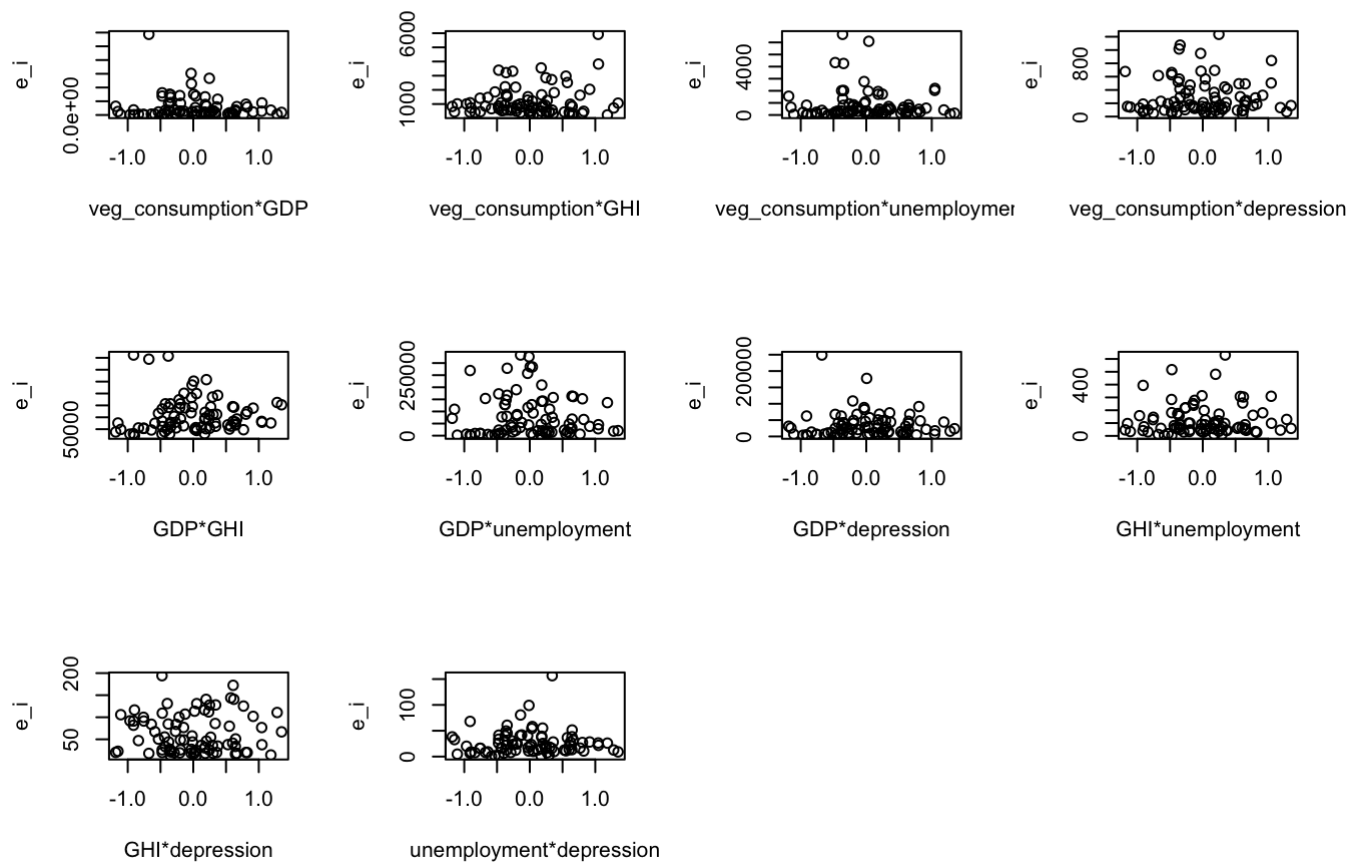 e_i
0.0e+00
-1.0 0.0 1.0
veg_consumption*GDP
e_i
1000 6000
-1.0 0.0 1.0
veg_consumption*GHI
e_i
0 4000
-1.0 0.0 1.0
veg_consumption*unemploymen
e_i
0 800
-1.0 0.0 1.0
veg_consumption*depression
e_i
50000
-1.0 0.0 1.0
GDP*GHI
e_i
0 250000
-1.0 0.0 1.0
GDP*unemployment
e_i
0 200000
-1.0 0.0 1.0
GDP*depression
e_i
0 400
-1.0 0.0 1.0
GHI*unemployment
e_i
50 200
-1.0 0.0 1.0
GHI*depression
e_i
0 100
-1.0 0.0 1.0
unemployment*depression